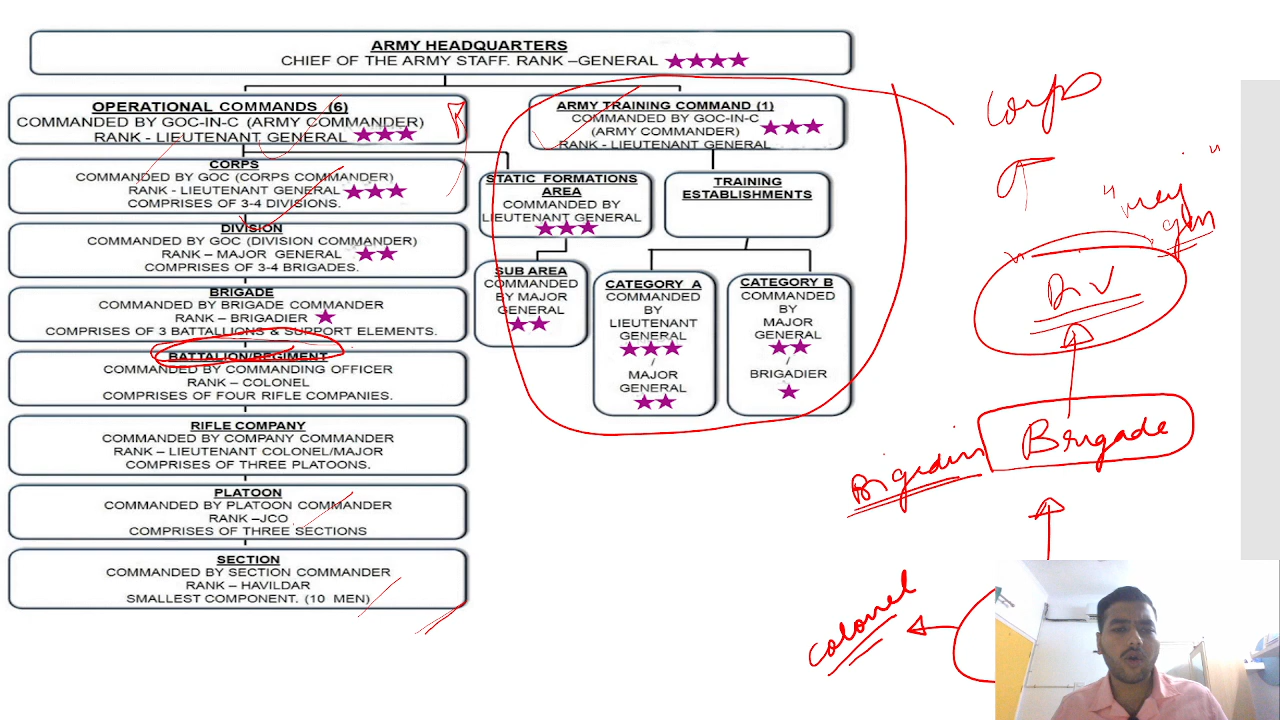 ARMY HEADQUARTERS
CHIEF OF THE ARMY STAFF. RANK –GENERAL
OPERATIONAL COMMANDS (6)
COMMANDED BY GOC-IN-C (ARMY COMMANDER)
RANK - LIEUTENANT GENERAL
CORPS
COMMANDED BY GOC (CORPS COMMANDER)
RANK - LIEUTENANT GENERAL
COMPRISES OF 3-4 DIVISIONS.
DIVISION
COMMANDED BY GOC (DIVISION COMMANDER)
RANK – MAJOR GENERAL
COMPRISES OF 3-4 BRIGADES.
BRIGADE
COMMANDED BY BRIGADE COMMANDER
RANK – BRIGADIER
COMPRISES OF 3 BATTALLIONS & SUPPORT ELEMENTS.
BATTALION/REGIMENT
COMMANDED BY COMMANDING OFFICER
RANK – COLONEL
COMPRISES OF FOUR RIFLE COMPANIES.
RIFLE COMPANY
COMMANDED BY COMPANY COMMANDER
RANK – LIEUTENANT COLONEL/MAJOR
COMPRISES OF THREE PLATOONS.
PLATOON
COMMANDED BY PLATOON COMMANDER
RANK –JCO
COMPRISES OF THREE SECTIONS
SECTION
COMMANDED BY SECTION COMMANDER
RANK – HAVILDAR
SMALLEST COMPONENT. (10 MEN)
ARMY TRAINING COMMAND (1)
COMMANDED BY GOC-IN-C
(ARMY COMMANDER)
RANK - LIEUTENANT GENERAL
STATIC FORMATIONS
AREA
COMMANDED BY
LIEUTENANT GENERAL
SUB AREA
COMMANDED
BY MAJOR
GENERAL
TRAINING
ESTABLISHMENTS
CATEGORY A
COMMANDED
BY
LIEUTENANT
GENERAL
/
MAJOR
GENERAL
CATEGORY B
COMMANDED
BY
MAJOR
GENERAL
/
BRIGADIER
Corps
Div
Brigade
colonel